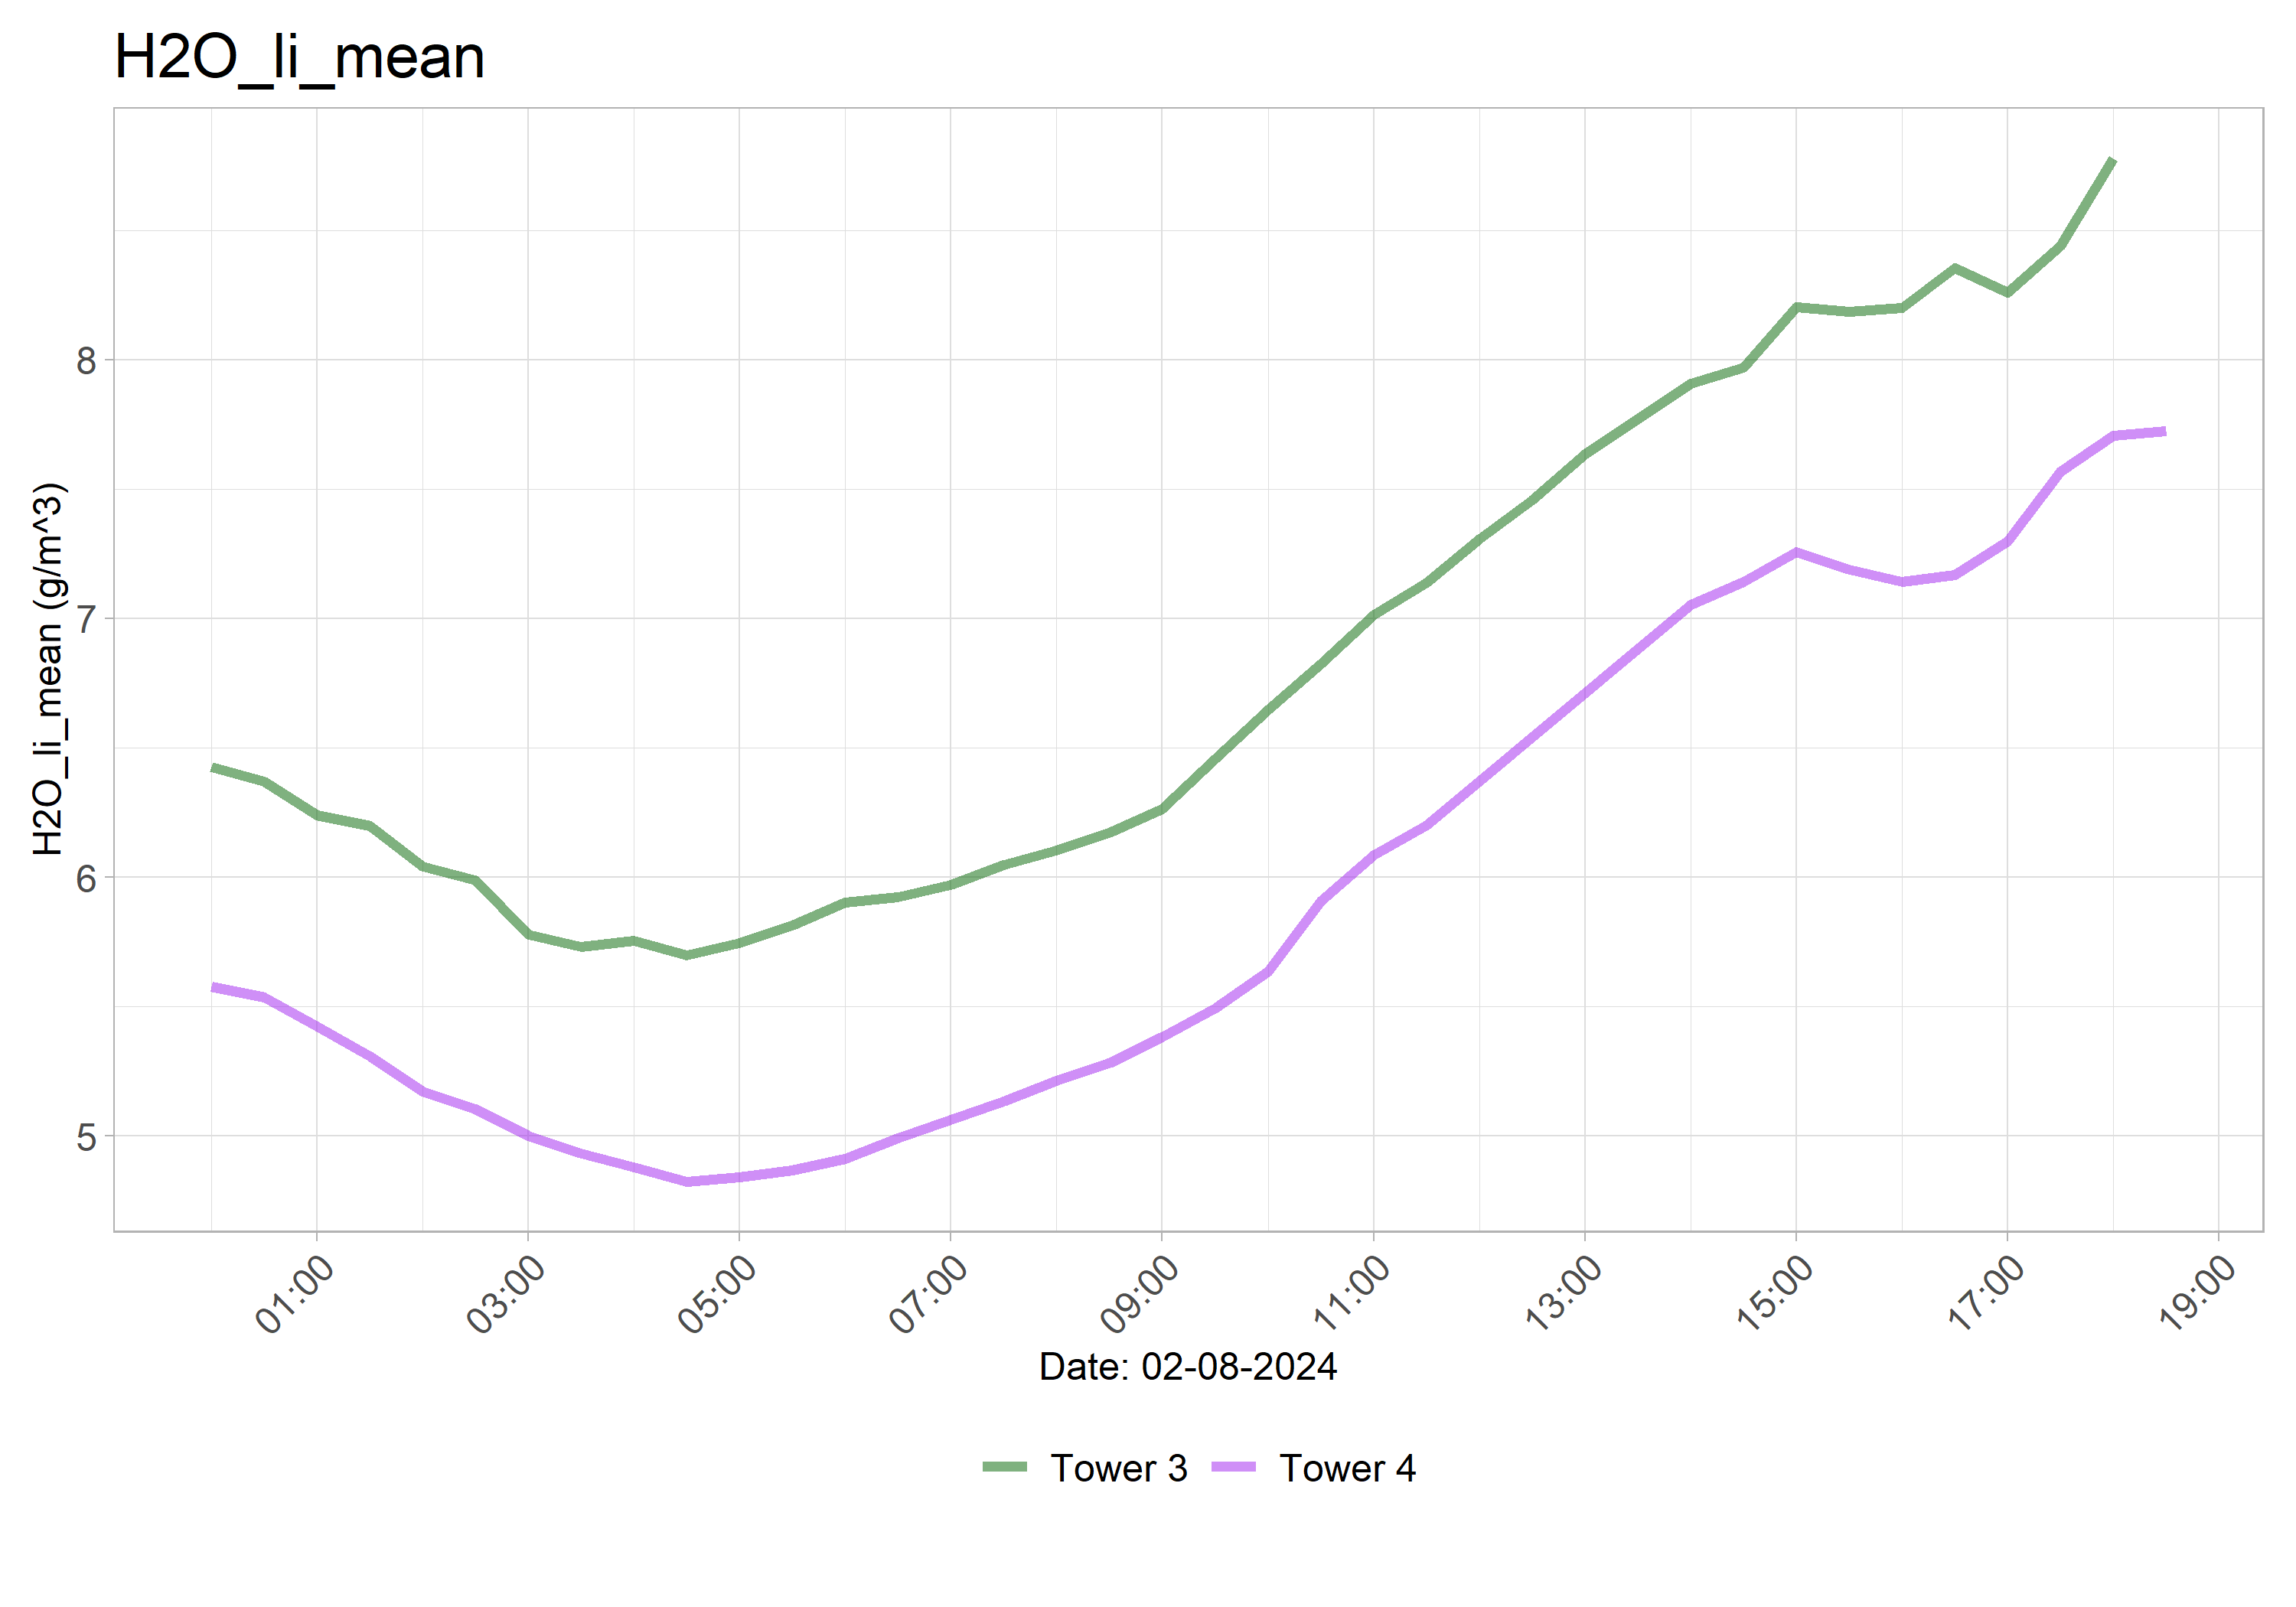 H2O_li_mean
H2O_li_mean (g/m^3)
8
7
6
5
01:00 03:00 05:00 07:00 09:00 11:00 13:00 15:00 17:00 19:00
Date: 02-08-2024
Tower 3 Tower 4